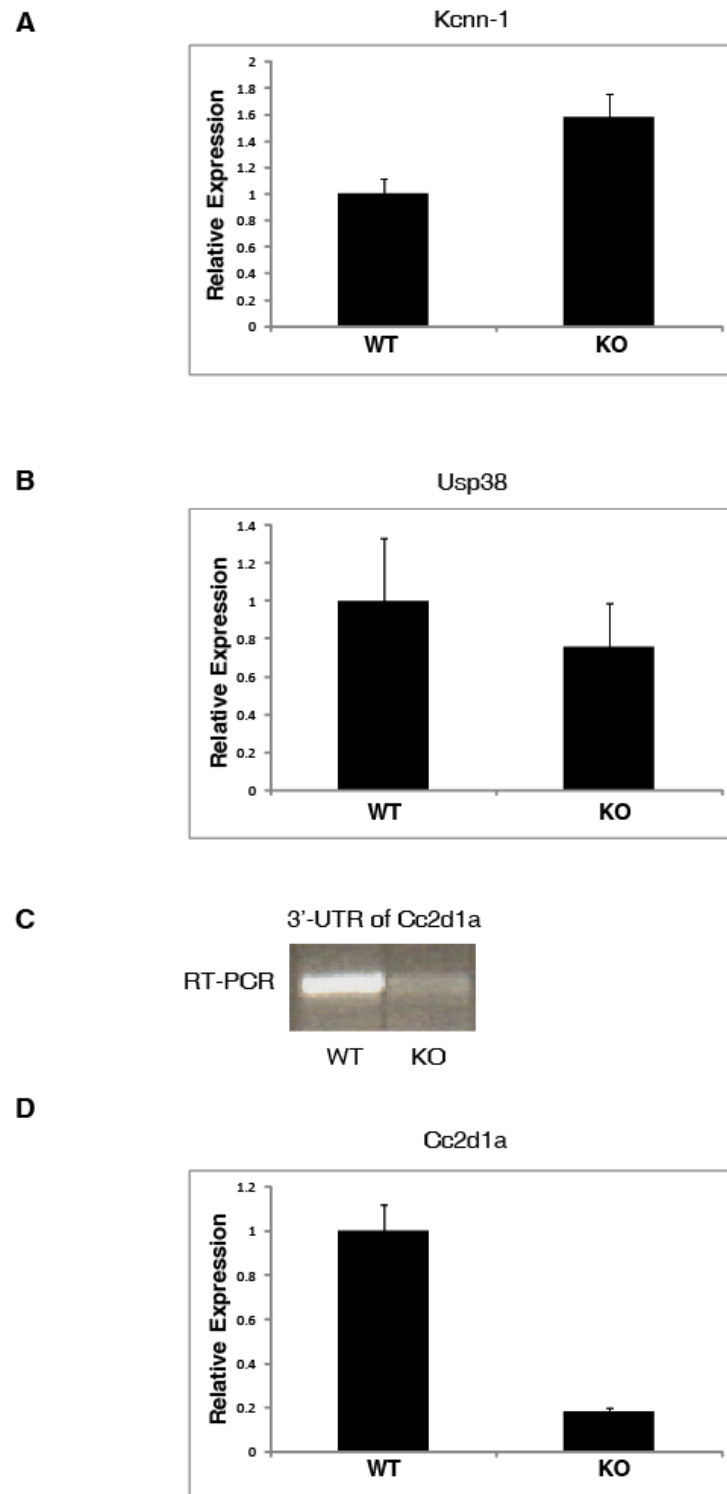 A
Kcnn-1
Relative Expression
2
1.8
1.6
1.4
1.2
1
0.8
0.6
0.4
0.2
0
WT KO
B
Usp38
Relative Expression
1.4
1.2
1
0.8
0.6
0.4
0.2
0
WT KO
C
3'-UTR of Cc2d1a
RT-PCR
WT KO
D
Cc2d1a
Relative Expression
1.2
1
0.8
0.6
0.4
0.2
0
WT KO